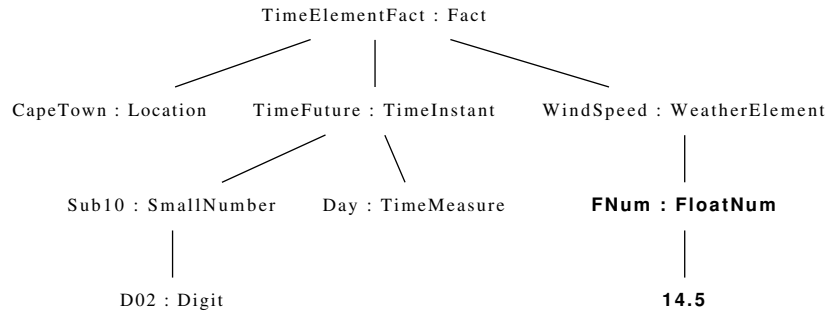 TimeElementFact : Fact
CapeTown : Location TimeFuture : TimeInstant WindSpeed : WeatherElement
Sub10 : SmallNumber Day : TimeMeasure FNum : FloatNum
D02 : Digit 14.5